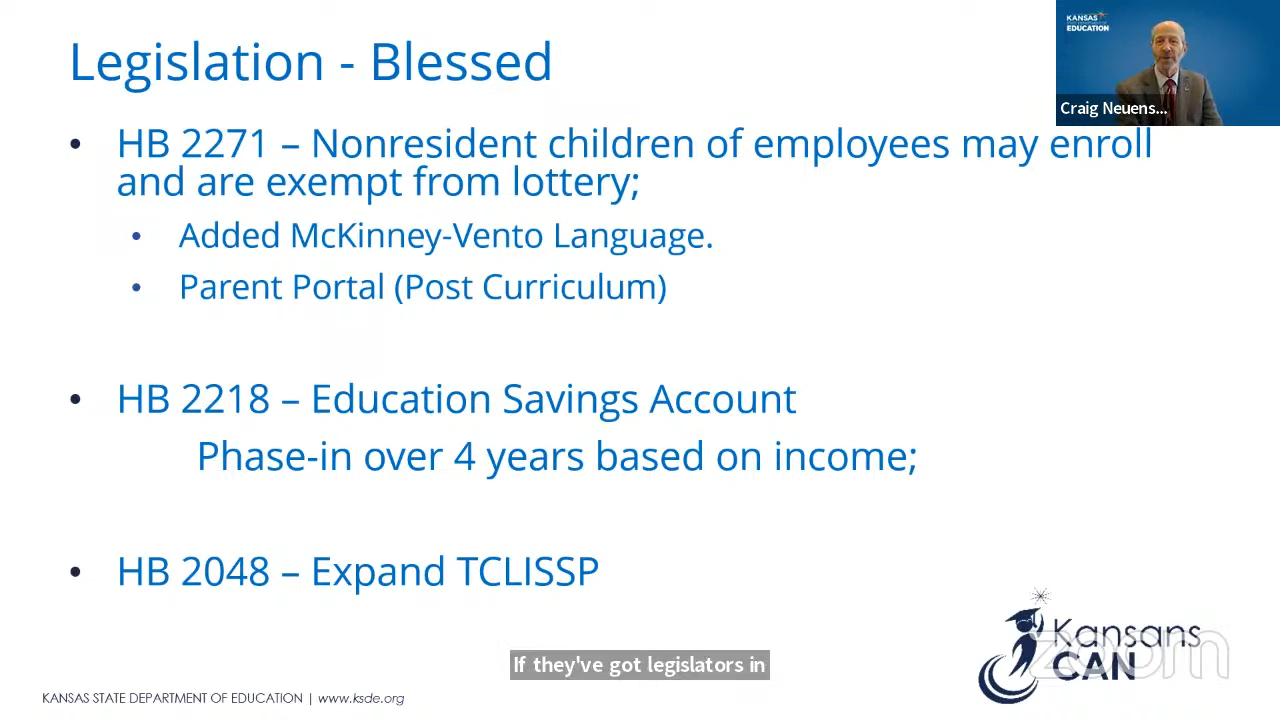 Legislation - Blessed
KANSAS
EDUCATION
Craig Neuens...
• HB 2271 – Nonresident children of employees may enroll
and are exempt from lottery;
• Added McKinney-Vento Language.
• Parent Portal (Post Curriculum)
• HB 2218 – Education Savings Account
Phase-in over 4 years based on income;
• HB 2048 – Expand TCLISSP
Kansans
CAN
zoom
If they've got legislators in
KANSAS STATE DEPARTMENT OF EDUCATION | www.ksde.org